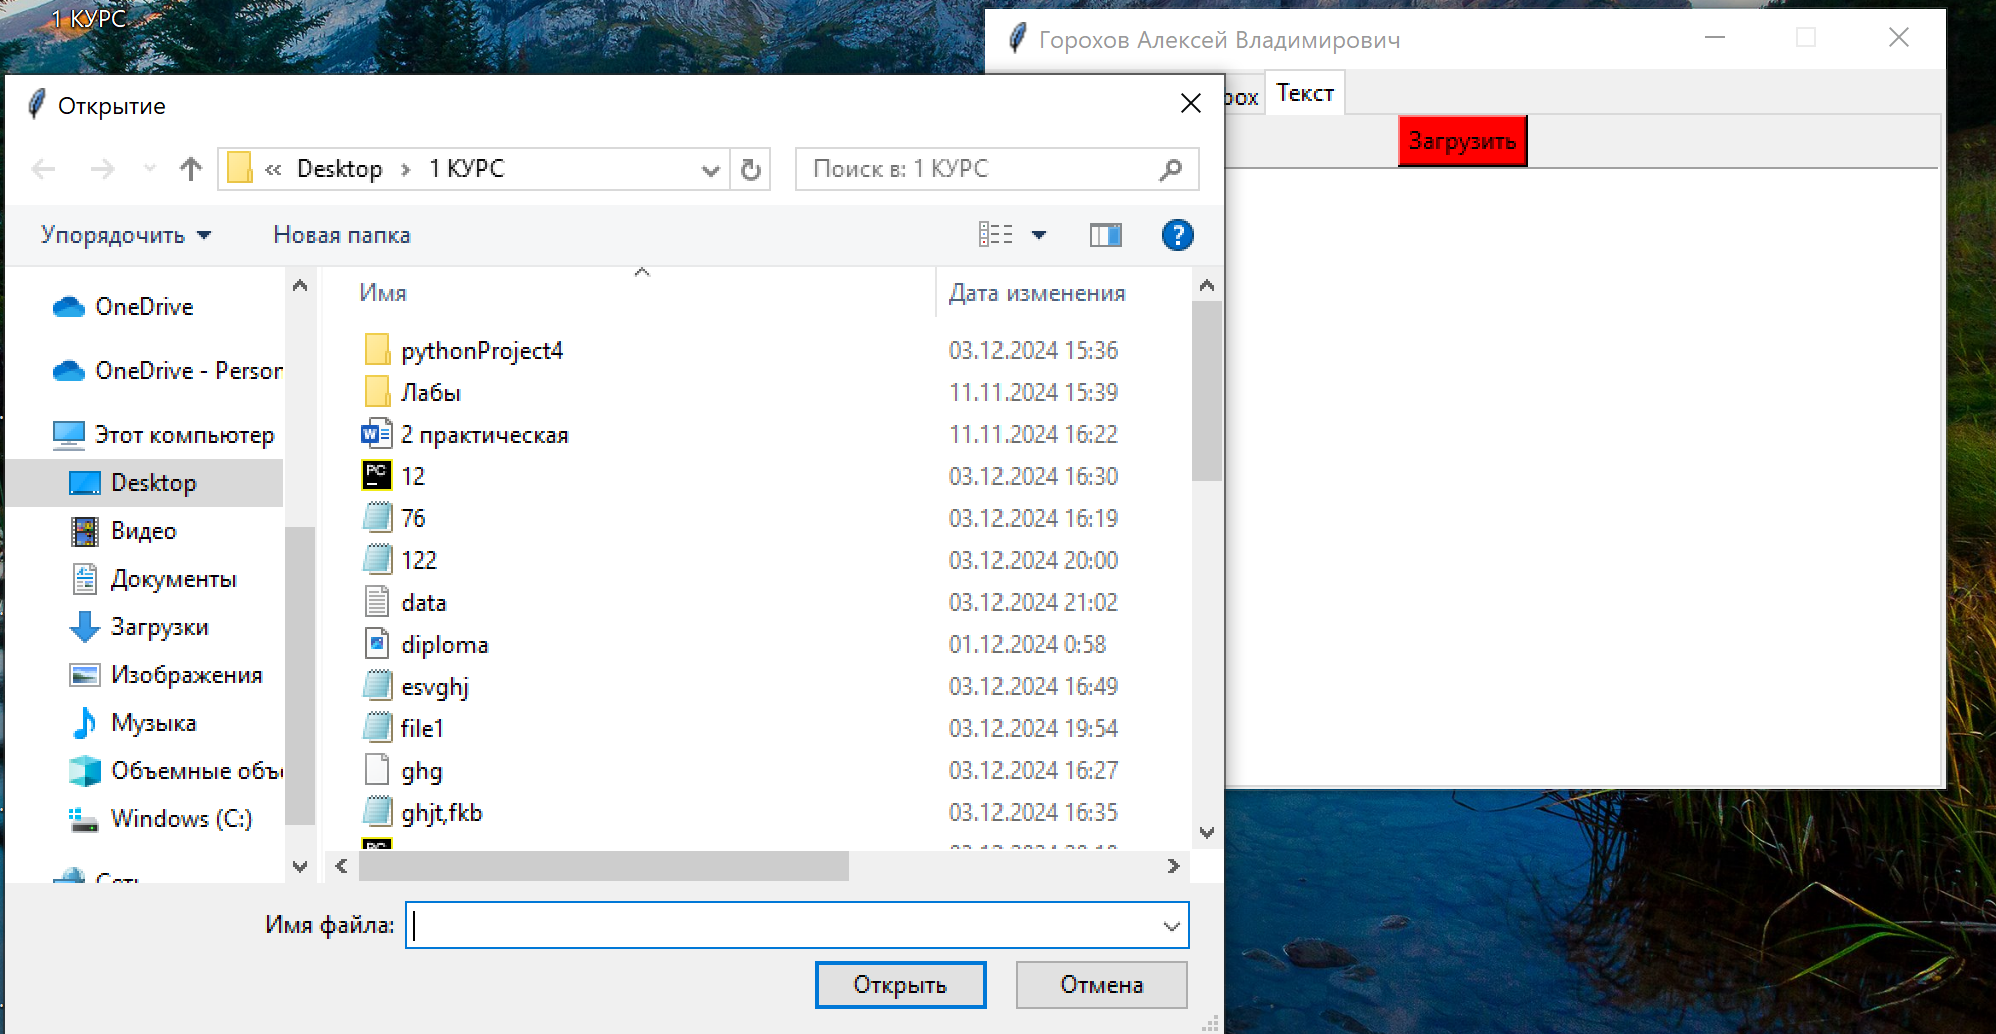 1 КУРС
Горохов Алексей Владимирович
Текст
Загрузить
Открытие
« Desktop › 1 КУРС
Поиск в: 1 КУРС
Упорядочить
Новая папка
?
OneDrive
OneDrive - Person
Этот компьютер
Desktop
Видео
Документы
Загрузки
Изображения
Музыка
Объемные объе
Windows (C:)
Сеть
Имя Дата изменения
pythonProject4 03.12.2024 15:36
Лабы 11.11.2024 15:39
2 практическая 11.11.2024 16:22
12 03.12.2024 16:30
76 03.12.2024 16:19
122 03.12.2024 20:00
data 03.12.2024 21:02
diploma 01.12.2024 0:58
esvghj 03.12.2024 16:49
file1 03.12.2024 19:54
ghg 03.12.2024 16:27
ghjt,fkb 03.12.2024 16:35
Имя файла:
Открыть
Отмена